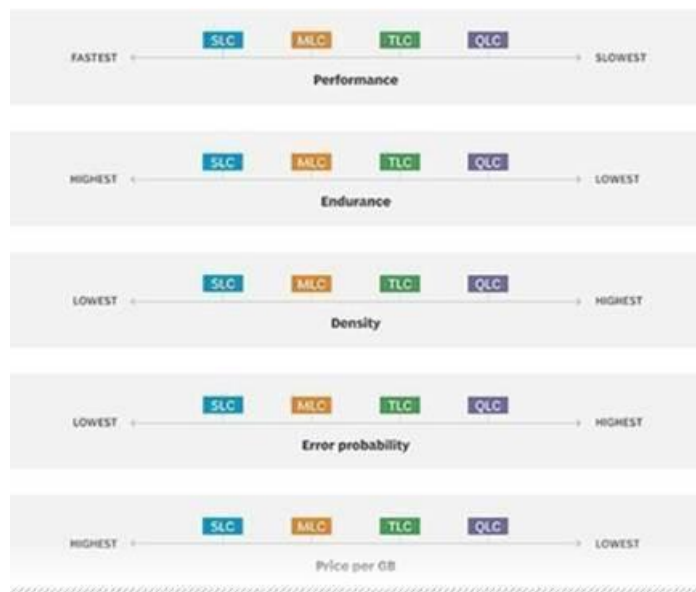 SLC MLC TLC QLC
FASTEST SLOWEST
Performance
SLC MLC TLC QLC
HIGHEST LOWEST
Endurance
SLC MLC TLC QLC
LOWEST HIGHEST
Density
SLC MLC TLC QLC
LOWEST HIGHEST
Error probability
SLC MLC TLC QLC
HIGHEST LOWEST
Price per GB